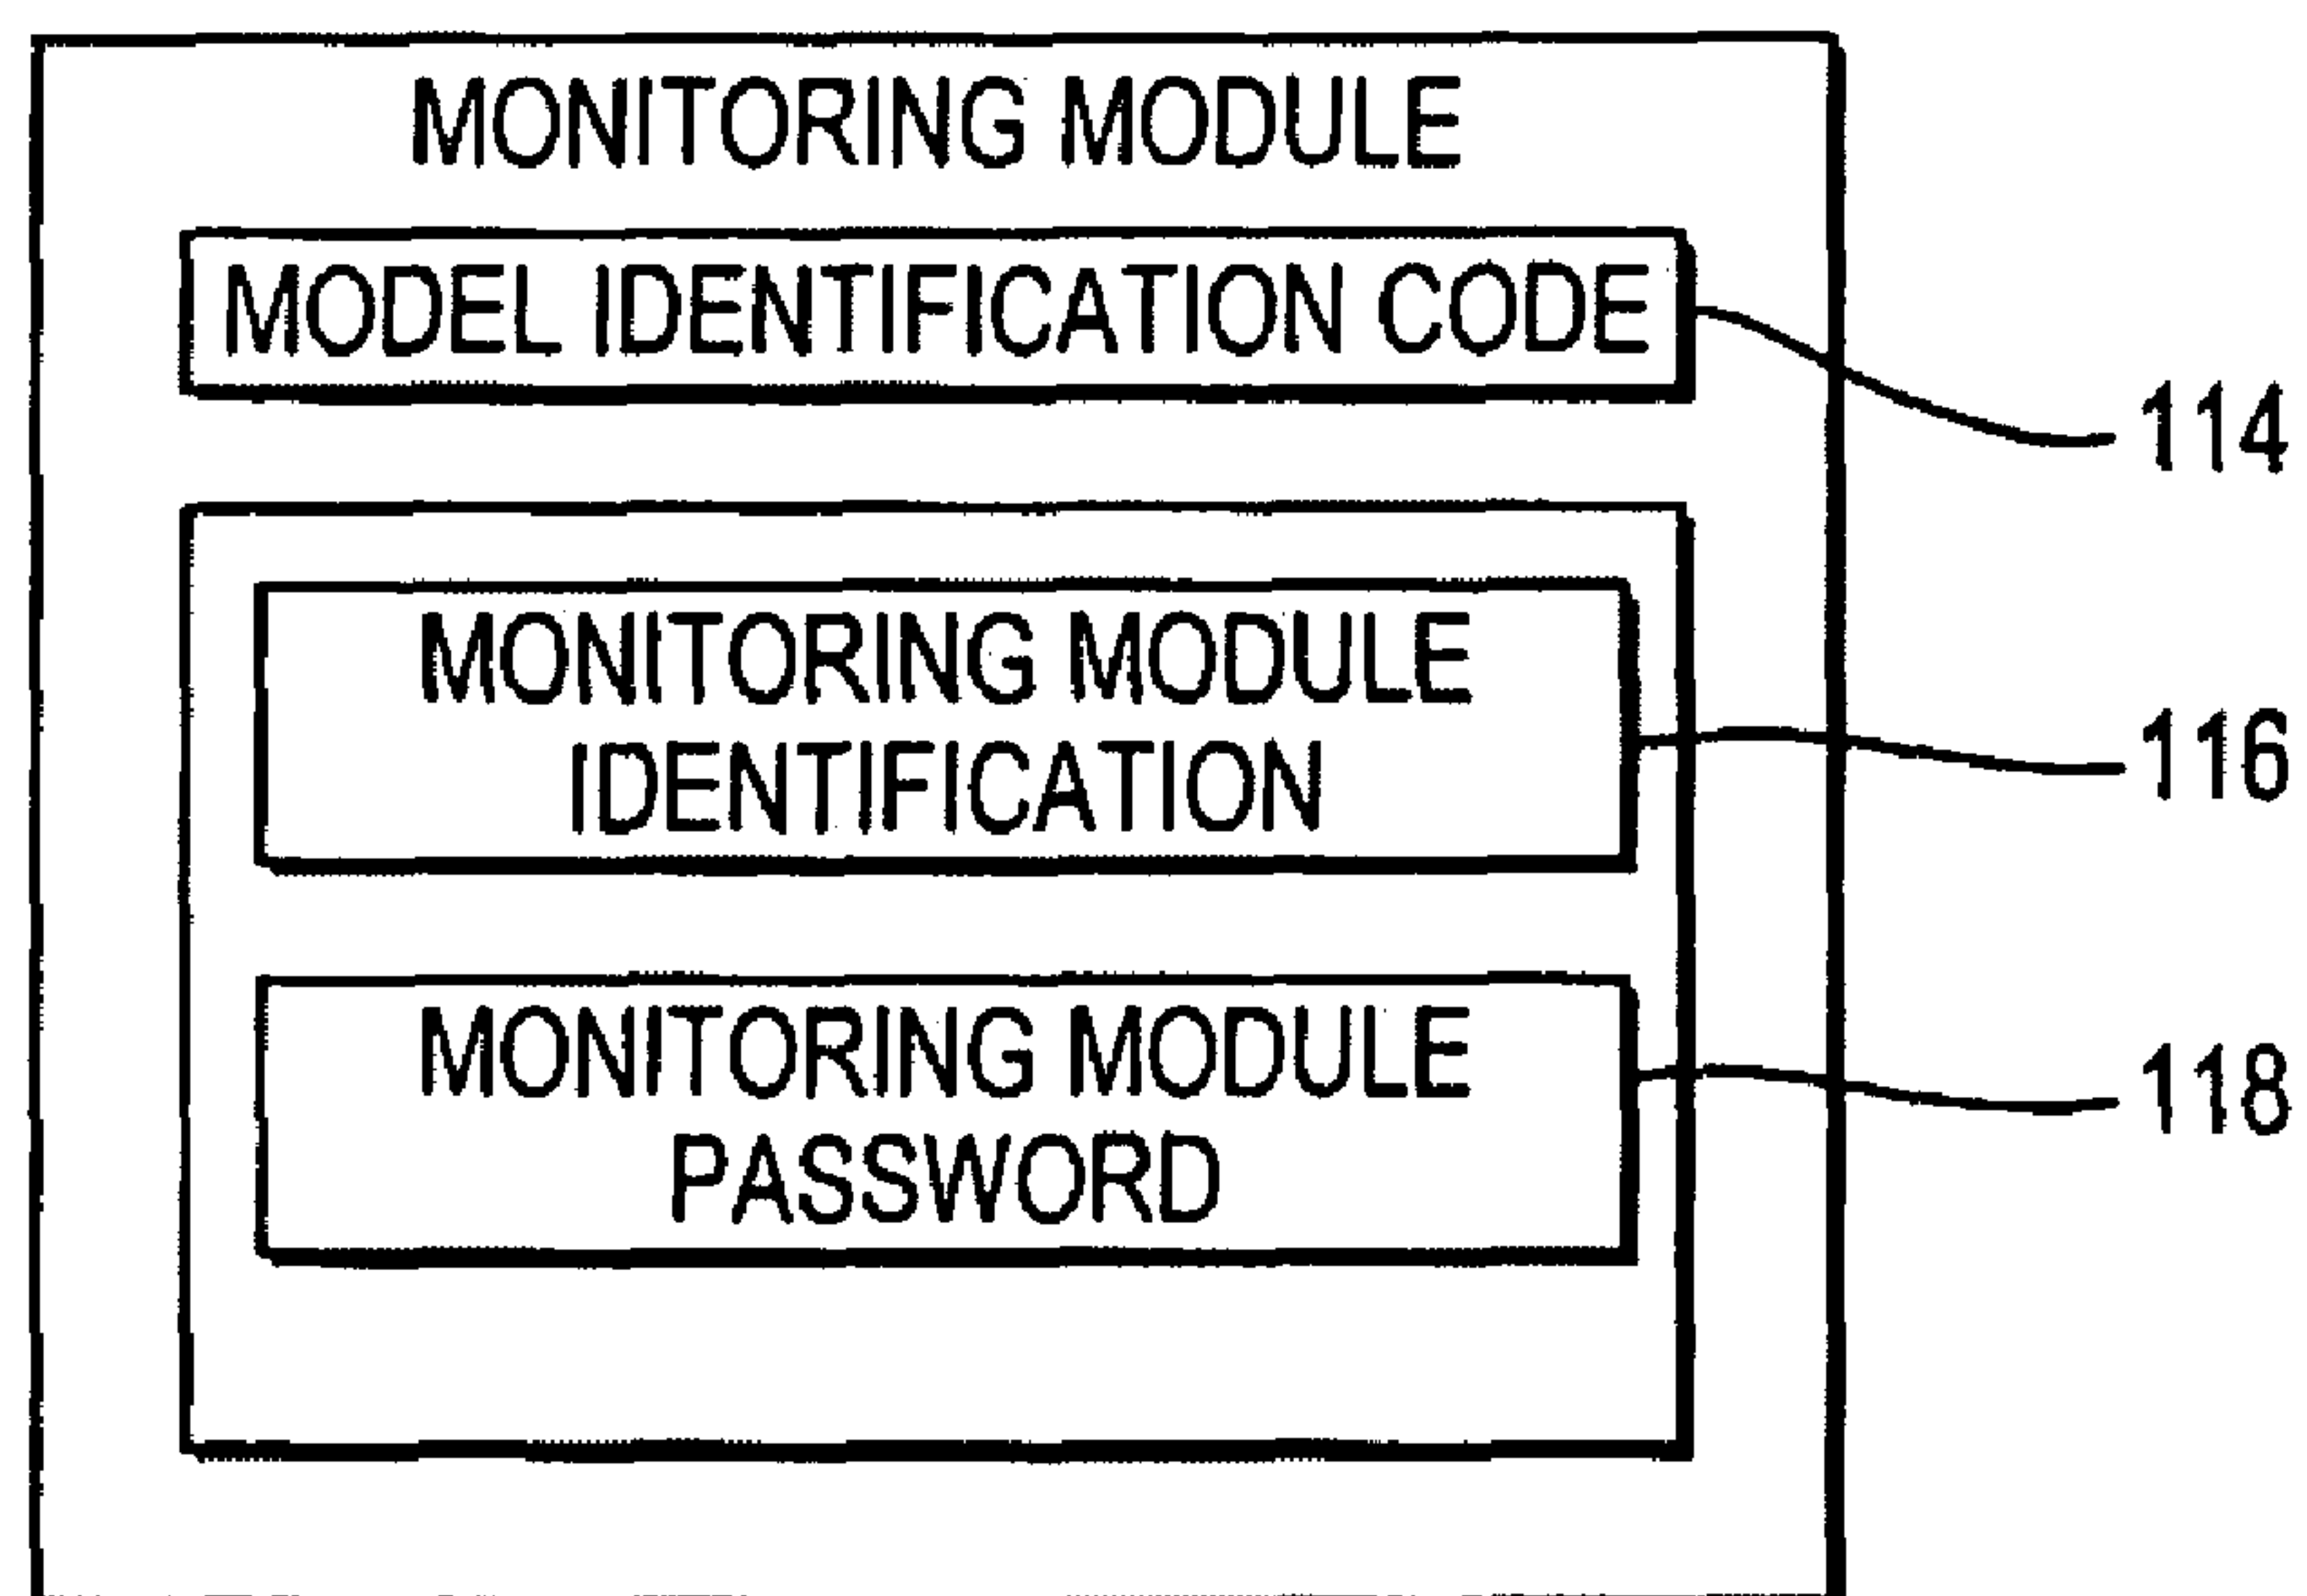 MONITORING MODULE
MODEL IDENTIFICATION CODE
114
MONITORING MODULE
IDENTIFICATION
116
MONITORING MODULE
PASSWORD
118